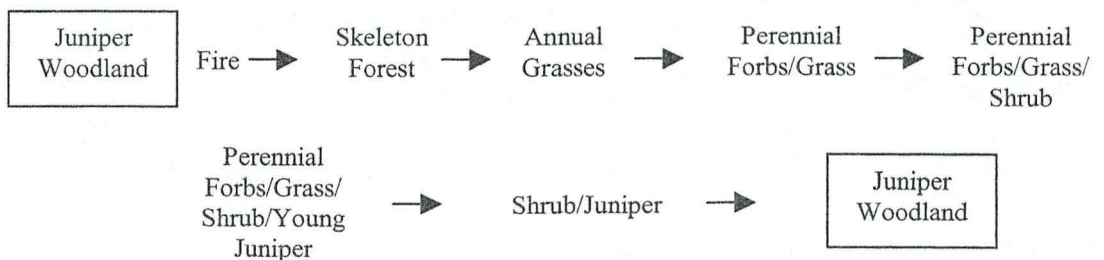 Juniper
Woodland
Fire
Skeleton
Forest
Annual
Grasses
Perennial
Forbs/Grass
Perennial
Forbs/Grass/
Shrub
Perennial
Forbs/Grass/
Shrub/Young
Juniper
Shrub/Juniper
Juniper
Woodland